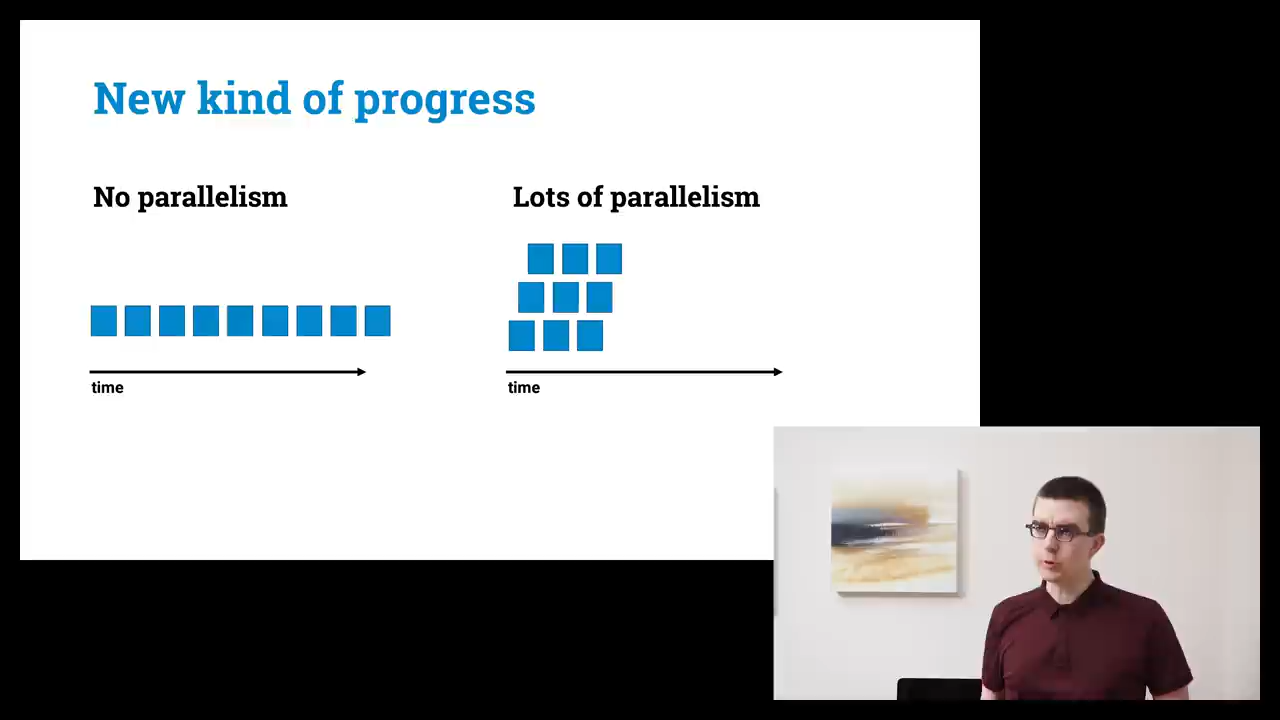 New kind of progress
No parallelism
Lots of parallelism
time
time